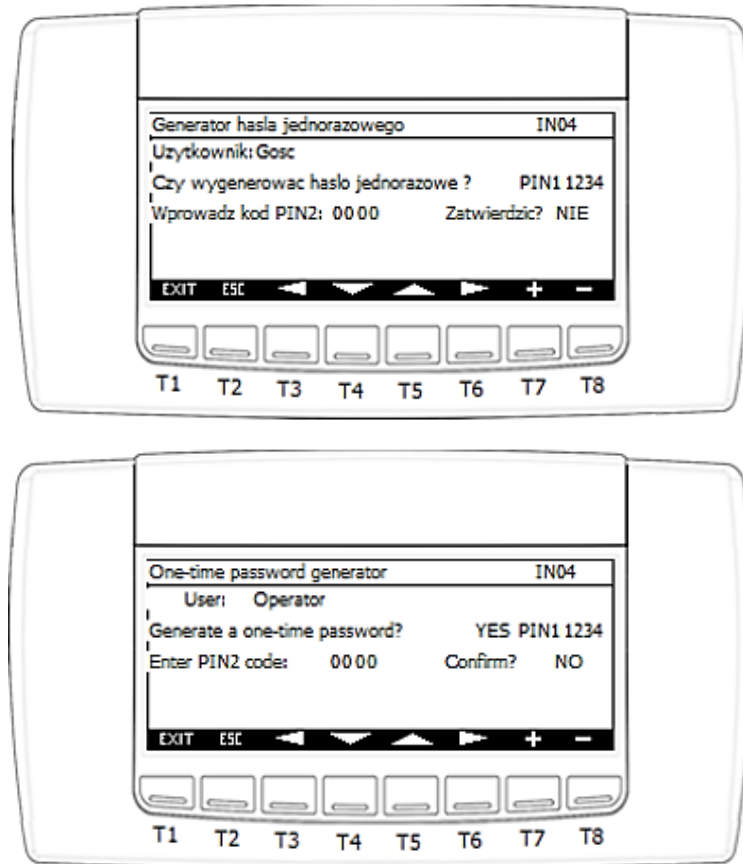 Generator hasla jednorazowego IN04
Uzytkownik: Gosc
Czy wygenerowac haslo jednorazowe ? PIN1 1234
Wprowadz kod PIN2: 0000 Zatwierdzic? NIE
EXIT ESC + -
T1 T2 T3 T4 T5 T6 T7 T8
One-time password generator IN04
User: Operator
Generate a one-time password? YES PIN1 1234
Enter PIN2 code: 0000 Confirm? NO
EXIT ESC + -
T1 T2 T3 T4 T5 T6 T7 T8